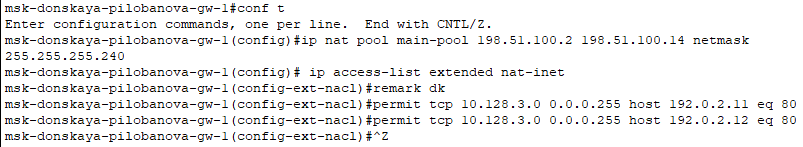 msk-donskaya-pilobanova-gw-1#conf t
Enter configuration commands, one per line.  End with CNTL/Z.
msk-donskaya-pilobanova-gw-1(config)#ip nat pool main-pool 198.51.100.2 198.51.100.14 netmask
255.255.255.240
msk-donskaya-pilobanova-gw-1(config)# ip access-list extended nat-inet
msk-donskaya-pilobanova-gw-1(config-ext-nacl)#remark dk
msk-donskaya-pilobanova-gw-1(config-ext-nacl)#permit tcp 10.128.3.0 0.0.0.255 host 192.0.2.11 eq 80
msk-donskaya-pilobanova-gw-1(config-ext-nacl)#permit tcp 10.128.3.0 0.0.0.255 host 192.0.2.12 eq 80
msk-donskaya-pilobanova-gw-1(config-ext-nacl)#^Z